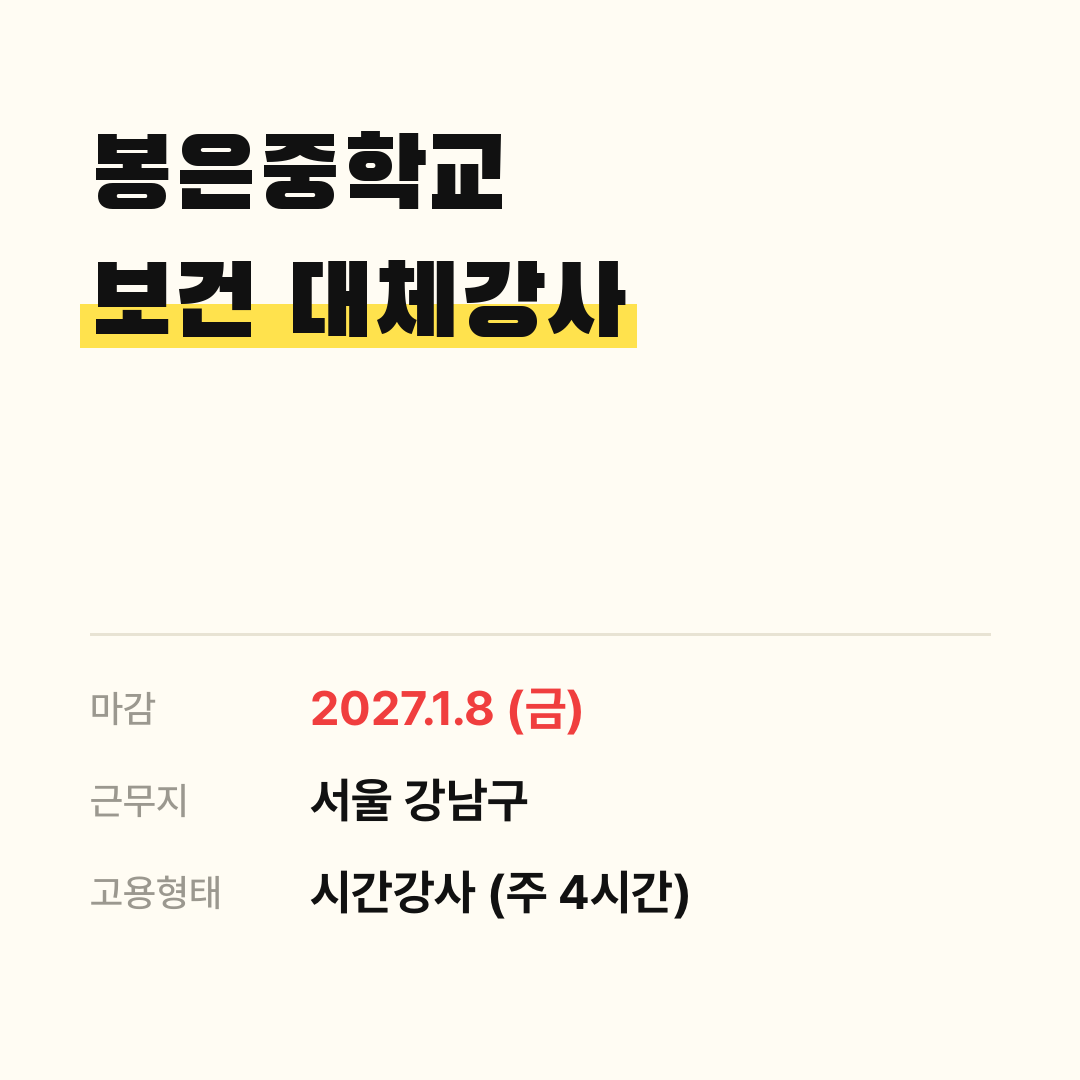 봉은중학교
보건 대체강사
마감 2027.1.8 (금)
근무지 서울 강남구
고용형태 시간강사 (주 4시간)